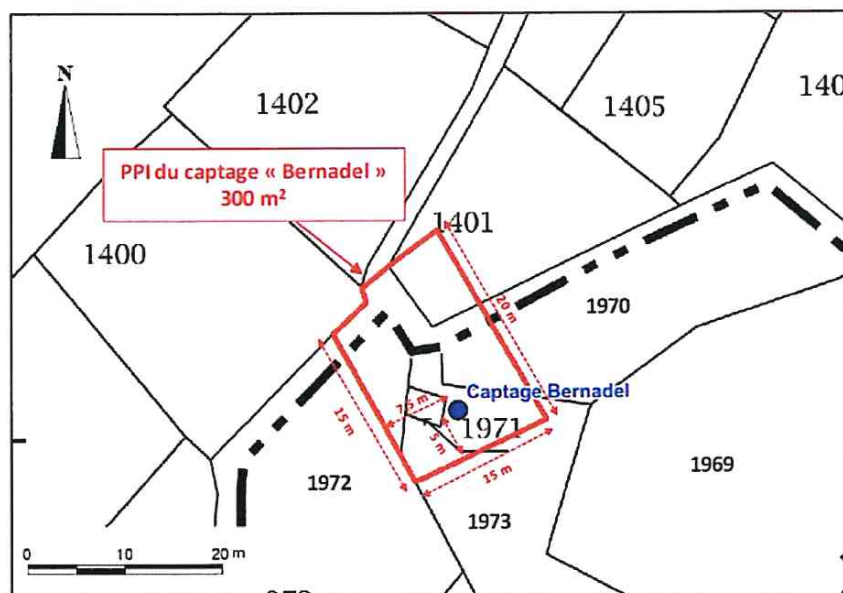 1402
1405
140
N
PPI du captage « Bernadel »
300 m²
1401
1400
20 m
1970
Captage Bernadel
7.5 m
15 m
5 m
1971
1972
15 m
1969
1973
0 10 20 m